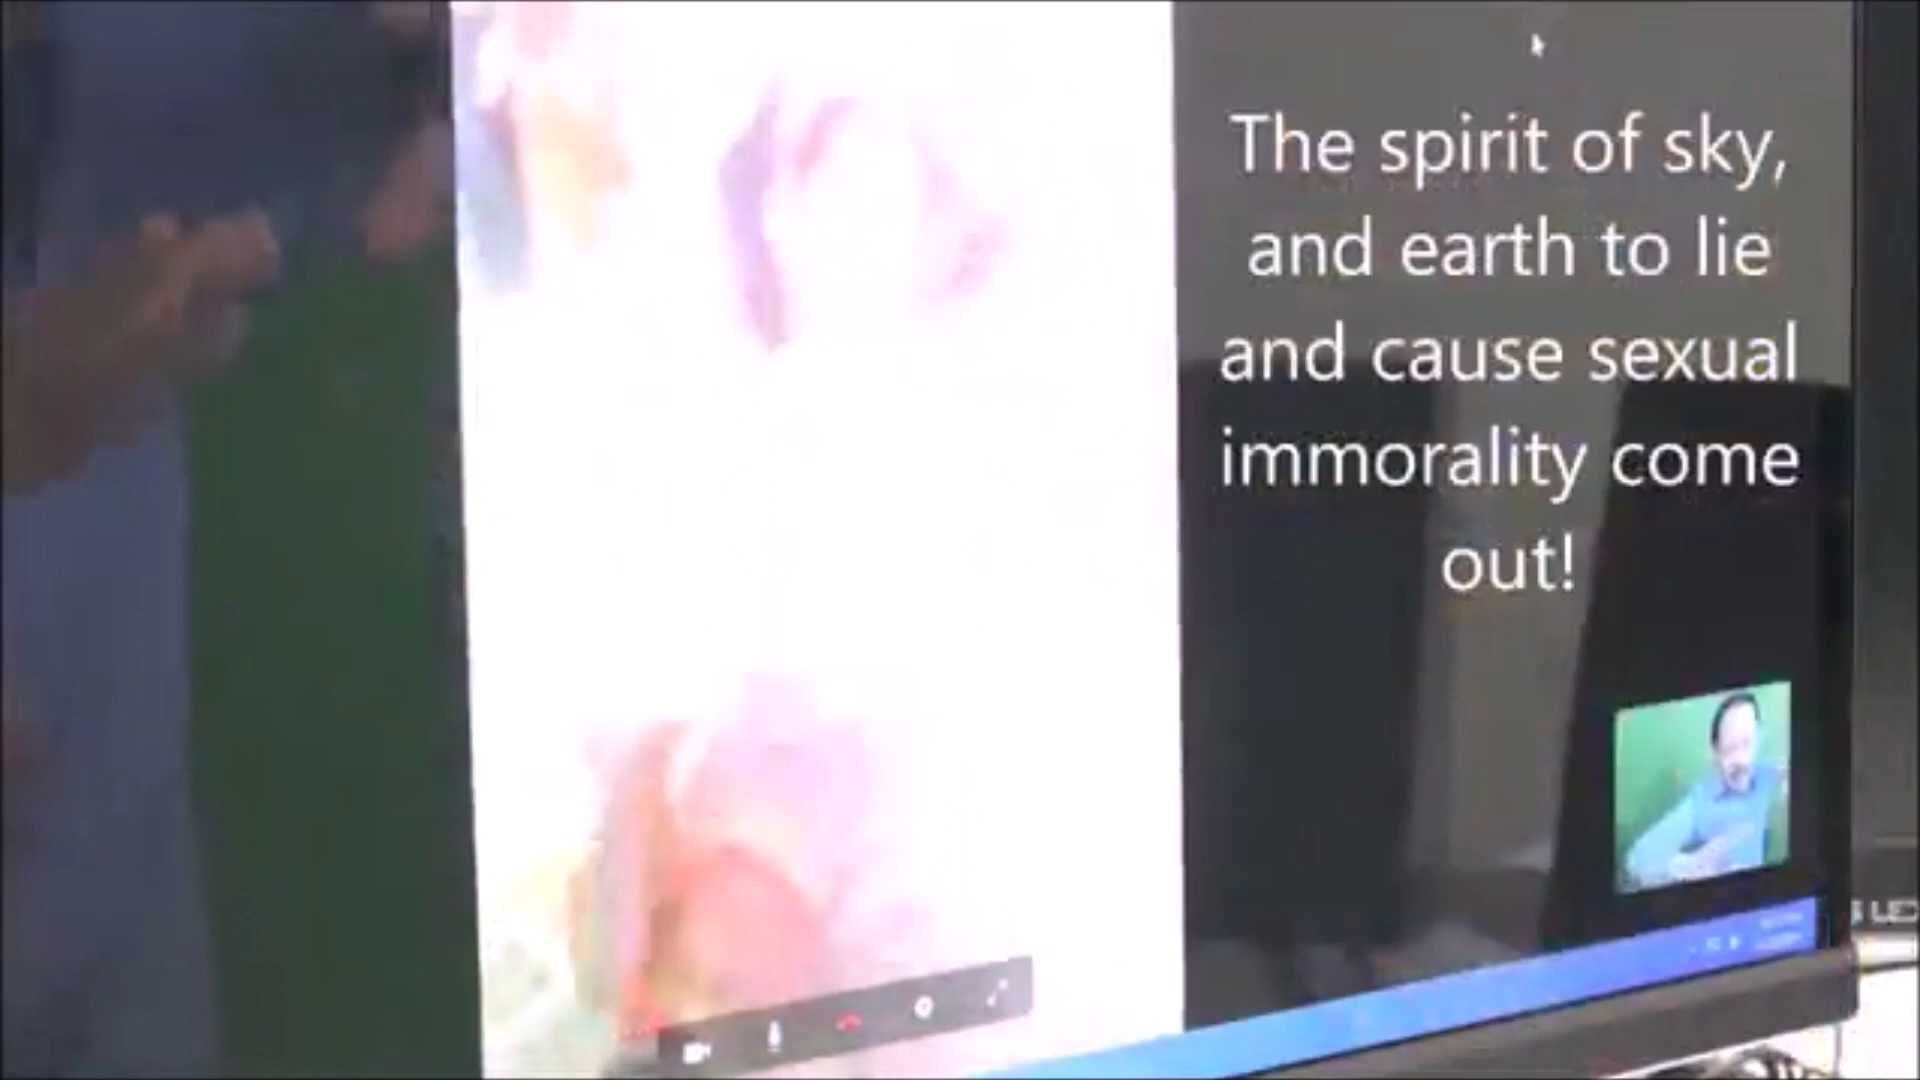 The spirit of sky,
and earth to lie
and cause sexual
immorality come
out!